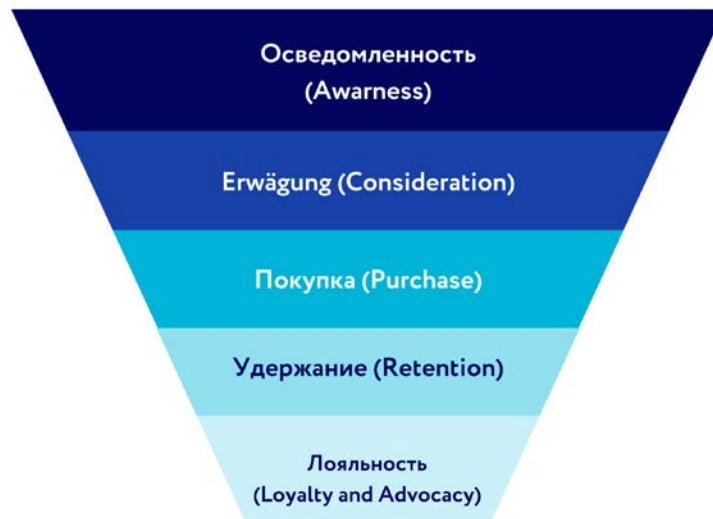 Осведомленность
(Awarness)
Erwägung (Consideration)
Покупка (Purchase)
Удержание (Retention)
Лояльность
(Loyalty and Advocacy)